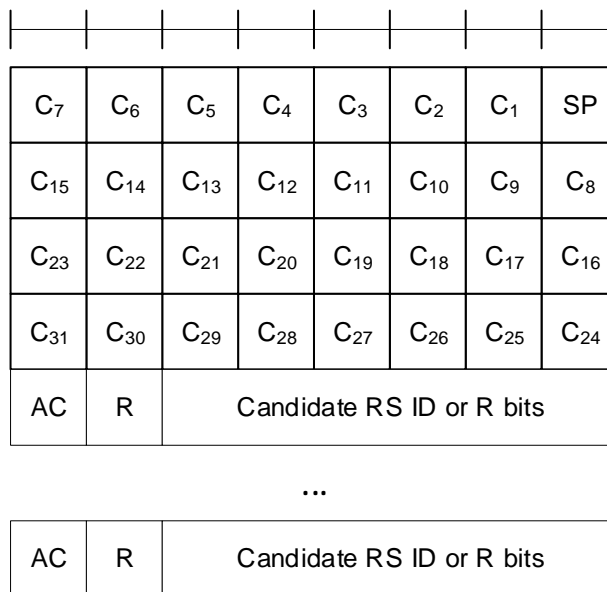 C₇ C₆ C₅ C₄ C₃ C₂ C₁ SP
C₁₅ C₁₄ C₁₃ C₁₂ C₁₁ C₁₀ C₉ C₈
C₂₃ C₂₂ C₂₁ C₂₀ C₁₉ C₁₈ C₁₇ C₁₆
C₃₁ C₃₀ C₂₉ C₂₈ C₂₇ C₂₆ C₂₅ C₂₄
AC R Candidate RS ID or R bits
...
AC R Candidate RS ID or R bits